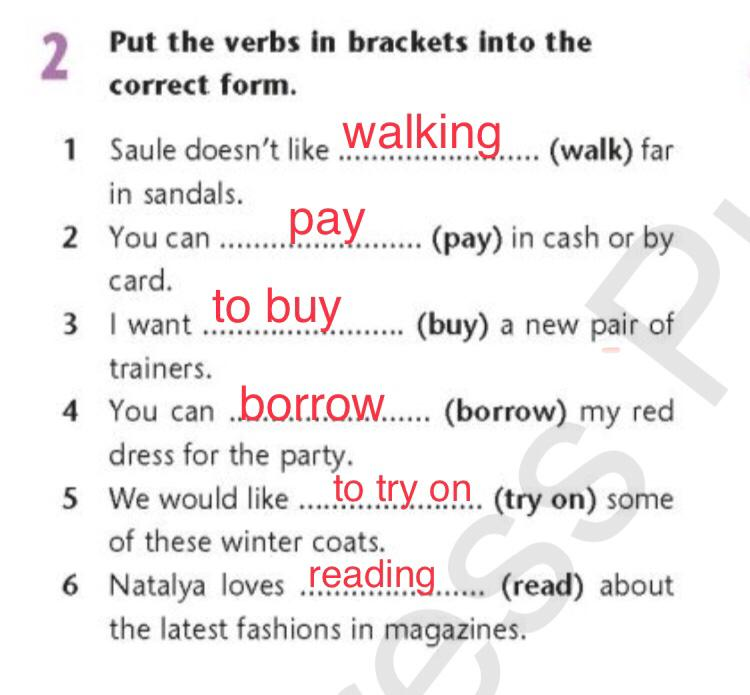 2 Put the verbs in brackets into the
correct form.
1 Saule doesn't like walking (walk) far
in sandals.
2 You can pay (pay) in cash or by
card.
3 I want to buy (buy) a new pair of
trainers.
4 You can borrow (borrow) my red
dress for the party.
5 We would like to try on (try on) some
of these winter coats.
6 Natalya loves reading (read) about
the latest fashions in magazines.
ess P